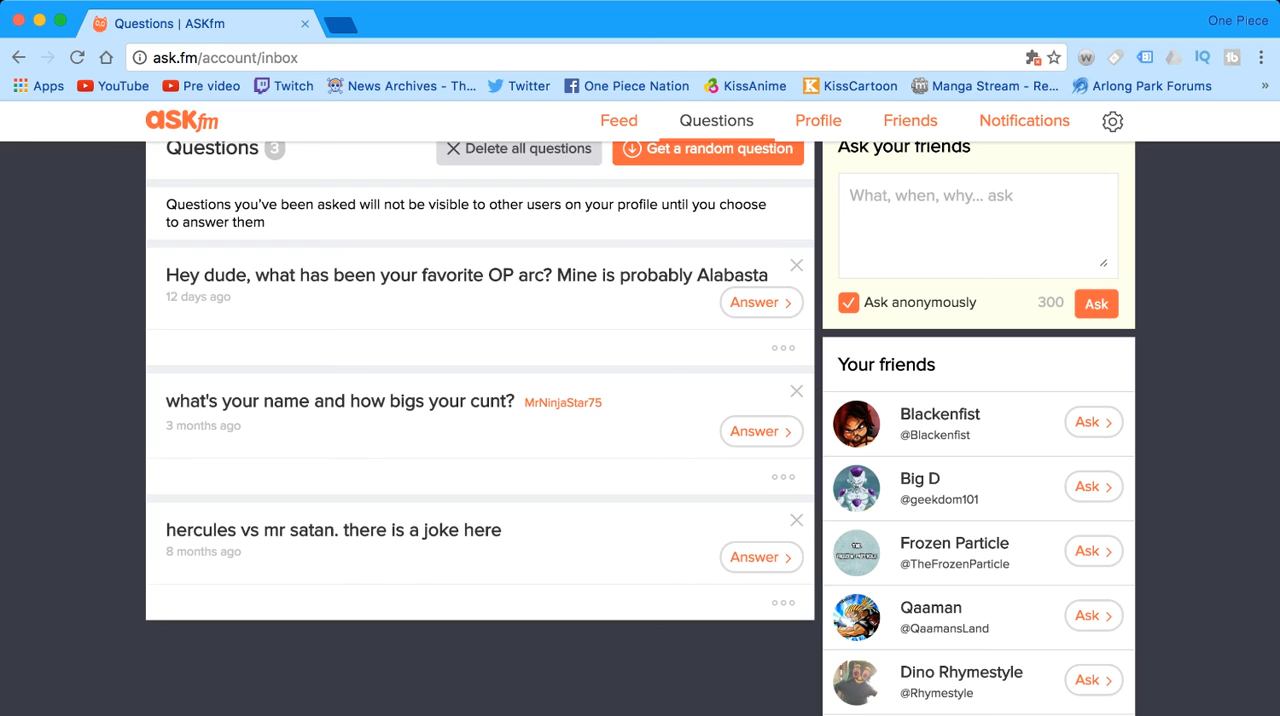 Questions | ASKfm
One Piece
ask.fm/account/inbox
Apps
YouTube
Pre video
Twitch
News Archives - Th...
Twitter
One Piece Nation
KissAnime
KissCartoon
Manga Stream - Re...
Arlong Park Forums
»
ASKfm
Feed
Questions
Profile
Friends
Notifications
Questions 3
Delete all questions
Get a random question
Questions you've been asked will not be visible to other users on your profile until you choose
to answer them
Hey dude, what has been your favorite OP arc? Mine is probably Alabasta
12 days ago
Answer >
what's your name and how bigs your cunt? MrNinjaStar75
3 months ago
Answer >
hercules vs mr satan. there is a joke here
8 months ago
Answer >
Ask your friends
What, when, why... ask
Ask anonymously
300
Ask
Your friends
Blackenfist
@Blackenfist
Ask >
Big D
@geekdom101
Ask >
Frozen Particle
@TheFrozenParticle
Ask >
Qaaman
@QaamansLand
Ask >
Dino Rhymestyle
@Rhymestyle
Ask >